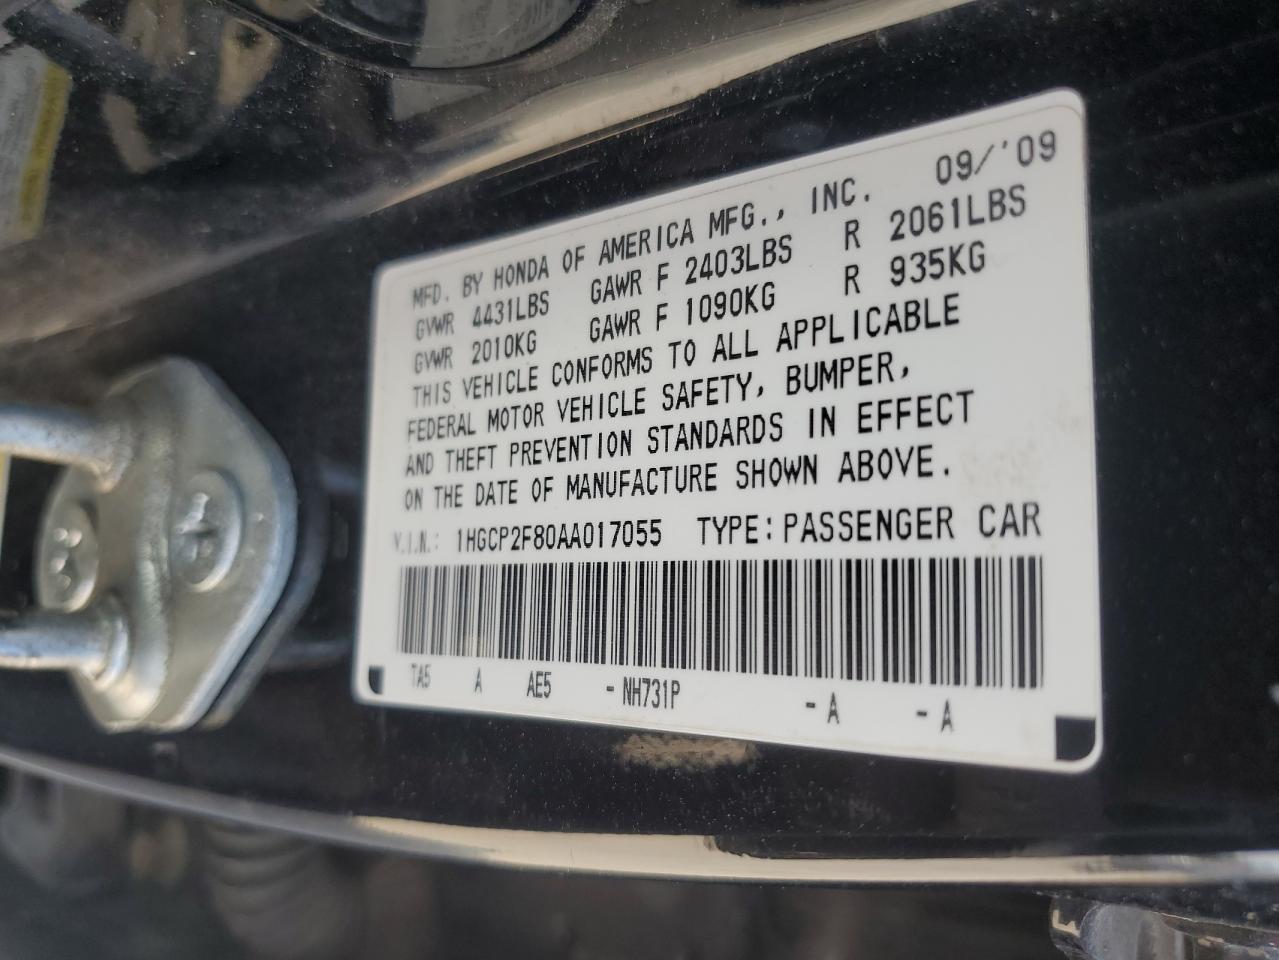 MFD. BY HONDA OF AMERICA MFG., INC. 09/'09
GVWR 4431LBS GAWR F 2403LBS R 2061LBS
GVWR 2010KG GAWR F 1090KG R 935KG
THIS VEHICLE CONFORMS TO ALL APPLICABLE
FEDERAL MOTOR VEHICLE SAFETY, BUMPER,
AND THEFT PREVENTION STANDARDS IN EFFECT
ON THE DATE OF MANUFACTURE SHOWN ABOVE.
V.I.N.: 1HGCP2F80AA017055 TYPE:PASSENGER CAR
TA5 A AE5 -NH731P -A -A